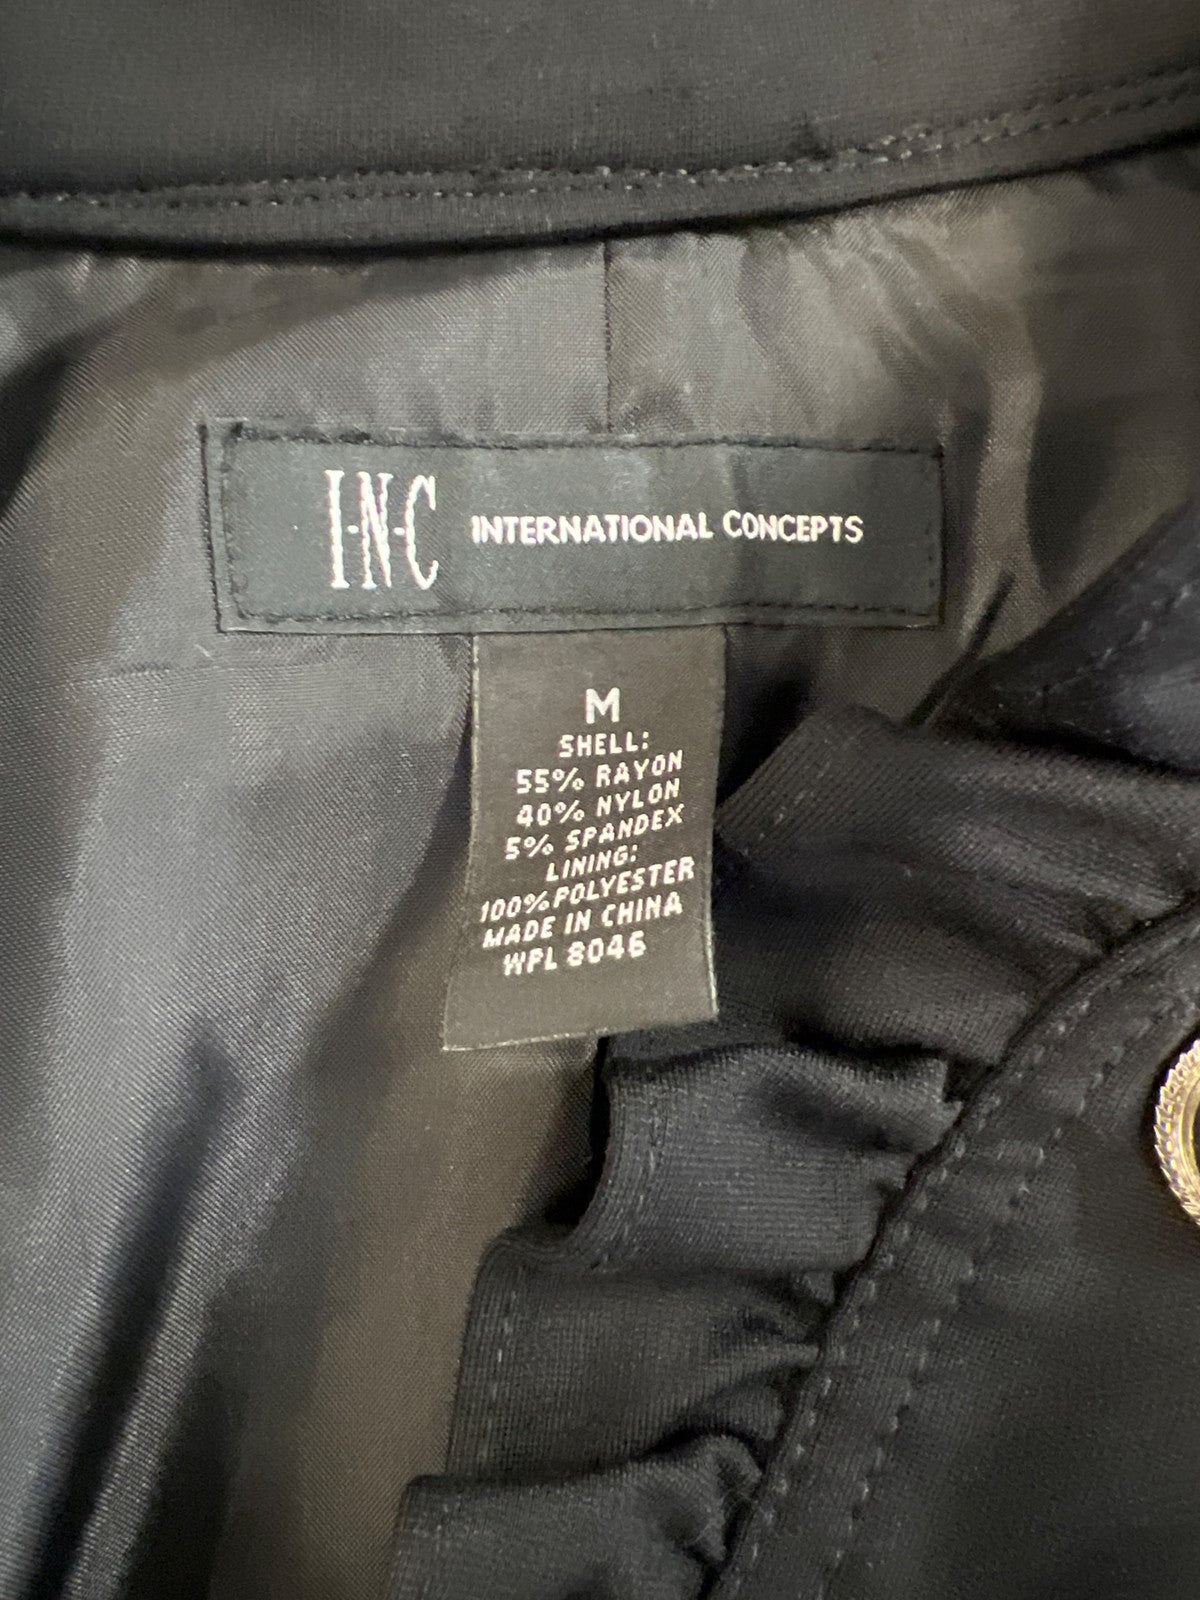 I·N·C INTERNATIONAL CONCEPTS
M
SHELL:
55% RAYON
40% NYLON
5% SPANDEX
LINING:
100% POLYESTER
MADE IN CHINA
WPL 8046